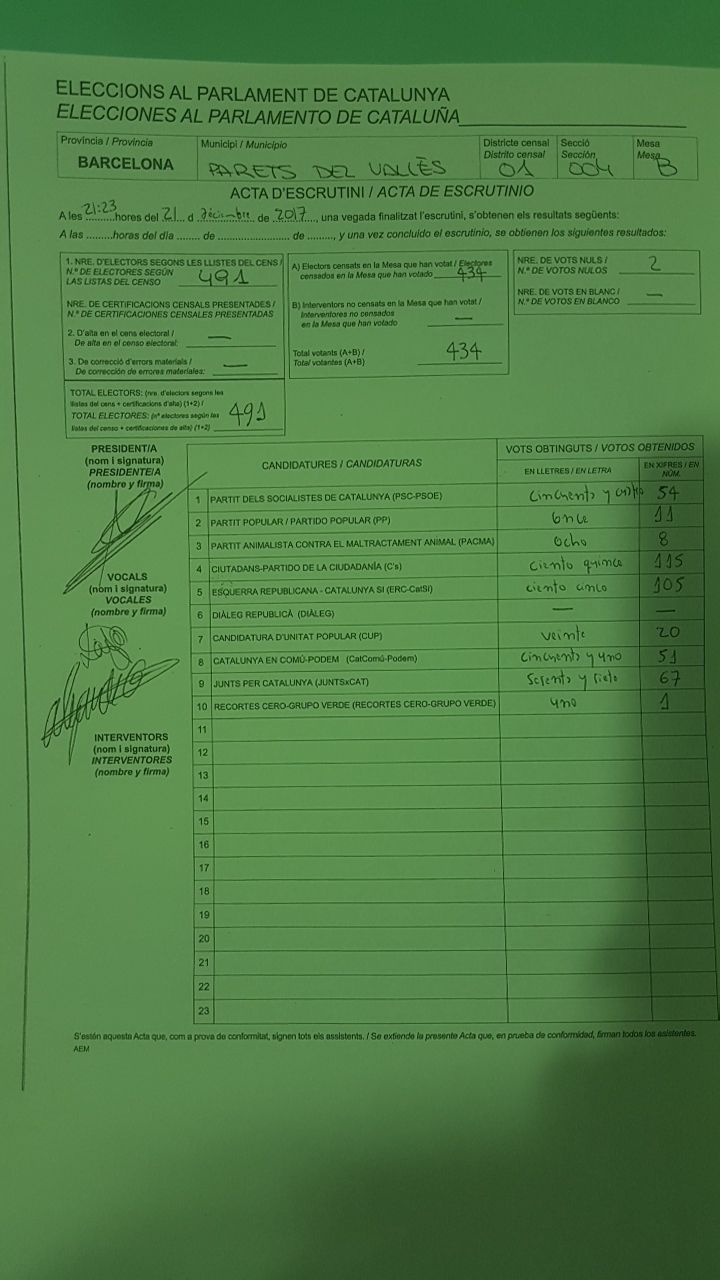 ELECCIONS AL PARLAMENT DE CATALUNYA
ELECCIONES AL PARLAMENTO DE CATALUÑA
Província / Provincia
BARCELONA
Municipi / Municipio
PARETS DEL VALLÈS
Districte censal
Distrito censal
01
Secció
Sección
004
Mesa
Mesa
B
ACTA D'ESCRUTINI / ACTA DE ESCRUTINIO
A les 21:23 hores del 21 d diciembre de 2017, una vegada finalitzat l'escrutini, s'obtenen els resultats següents:
A las .........horas del día ....... de ....................... de ........, y una vez concluido el escrutinio, se obtienen los siguientes resultados:
1. NRE. D'ELECTORS SEGONS LES LLISTES DEL CENS /
N.º DE ELECTORES SEGÚN
LAS LISTAS DEL CENSO 491
NRE. DE CERTIFICACIONS CENSALS PRESENTADES /
N.º DE CERTIFICACIONES CENSALES PRESENTADAS
2. D'alta en el cens electoral /
De alta en el censo electoral: —
3. De correcció d'errors materials /
De corrección de errores materiales: —
TOTAL ELECTORS: (nre. d'electors segons les
llistes del cens + certificacions d'alta) (1+2) /
TOTAL ELECTORES: (nº electores según las
listas del censo + certificaciones de alta) (1+2) 491
A) Electors censats en la Mesa que han votat / Electores
censados en la Mesa que han votado 434
B) Interventors no censats en la Mesa que han votat /
Interventores no censados
en la Mesa que han votado —
Total votants (A+B) /
Total votantes (A+B) 434
NRE. DE VOTS NULS /
N.º DE VOTOS NULOS 2
NRE. DE VOTS EN BLANC /
N.º DE VOTOS EN BLANCO —
PRESIDENT/A
(nom i signatura)
PRESIDENTE/A
(nombre y firma)
VOCALS
(nom i signatura)
VOCALES
(nombre y firma)
INTERVENTORS
(nom i signatura)
INTERVENTORES
(nombre y firma)
CANDIDATURES / CANDIDATURAS
VOTS OBTINGUTS / VOTOS OBTENIDOS
EN LLETRES / EN LETRA
EN XIFRES / EN NÚM.
1 PARTIT DELS SOCIALISTES DE CATALUNYA (PSC-PSOE) cincuenta y cuatro 54
2 PARTIT POPULAR / PARTIDO POPULAR (PP) once 11
3 PARTIT ANIMALISTA CONTRA EL MALTRACTAMENT ANIMAL (PACMA) ocho 8
4 CIUTADANS-PARTIDO DE LA CIUDADANÍA (C's) ciento quince 115
5 ESQUERRA REPUBLICANA - CATALUNYA SI (ERC-CatSI) ciento cinco 105
6 DIÀLEG REPUBLICÀ (DIÀLEG) — —
7 CANDIDATURA D'UNITAT POPULAR (CUP) veinte 20
8 CATALUNYA EN COMÚ-PODEM (CatComú-Podem) cincuenta y uno 51
9 JUNTS PER CATALUNYA (JUNTSxCAT) sesenta y siete 67
10 RECORTES CERO-GRUPO VERDE (RECORTES CERO-GRUPO VERDE) uno 1
11
12
13
14
15
16
17
18
19
20
21
22
23
S'estén aquesta Acta que, com a prova de conformitat, signen tots els assistents. / Se extiende la presente Acta que, en prueba de conformidad, firman todos los asistentes.
AEM